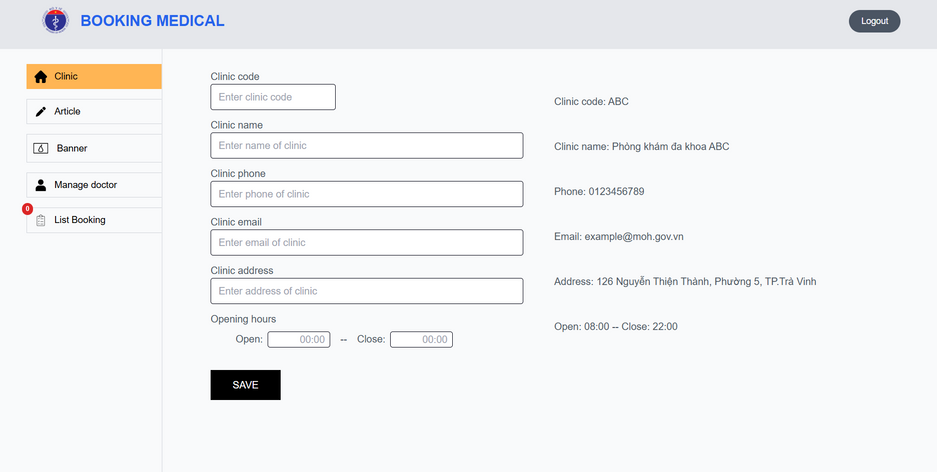 BOOKING MEDICAL
Logout
Clinic
Article
Banner
Manage doctor
0
List Booking
Clinic code
Enter clinic code
Clinic name
Enter name of clinic
Clinic phone
Enter phone of clinic
Clinic email
Enter email of clinic
Clinic address
Enter address of clinic
Opening hours
Open: 00:00 -- Close: 00:00
SAVE
Clinic code: ABC
Clinic name: Phòng khám đa khoa ABC
Phone: 0123456789
Email: example@moh.gov.vn
Address: 126 Nguyễn Thiện Thành, Phường 5, TP.Trà Vinh
Open: 08:00 -- Close: 22:00